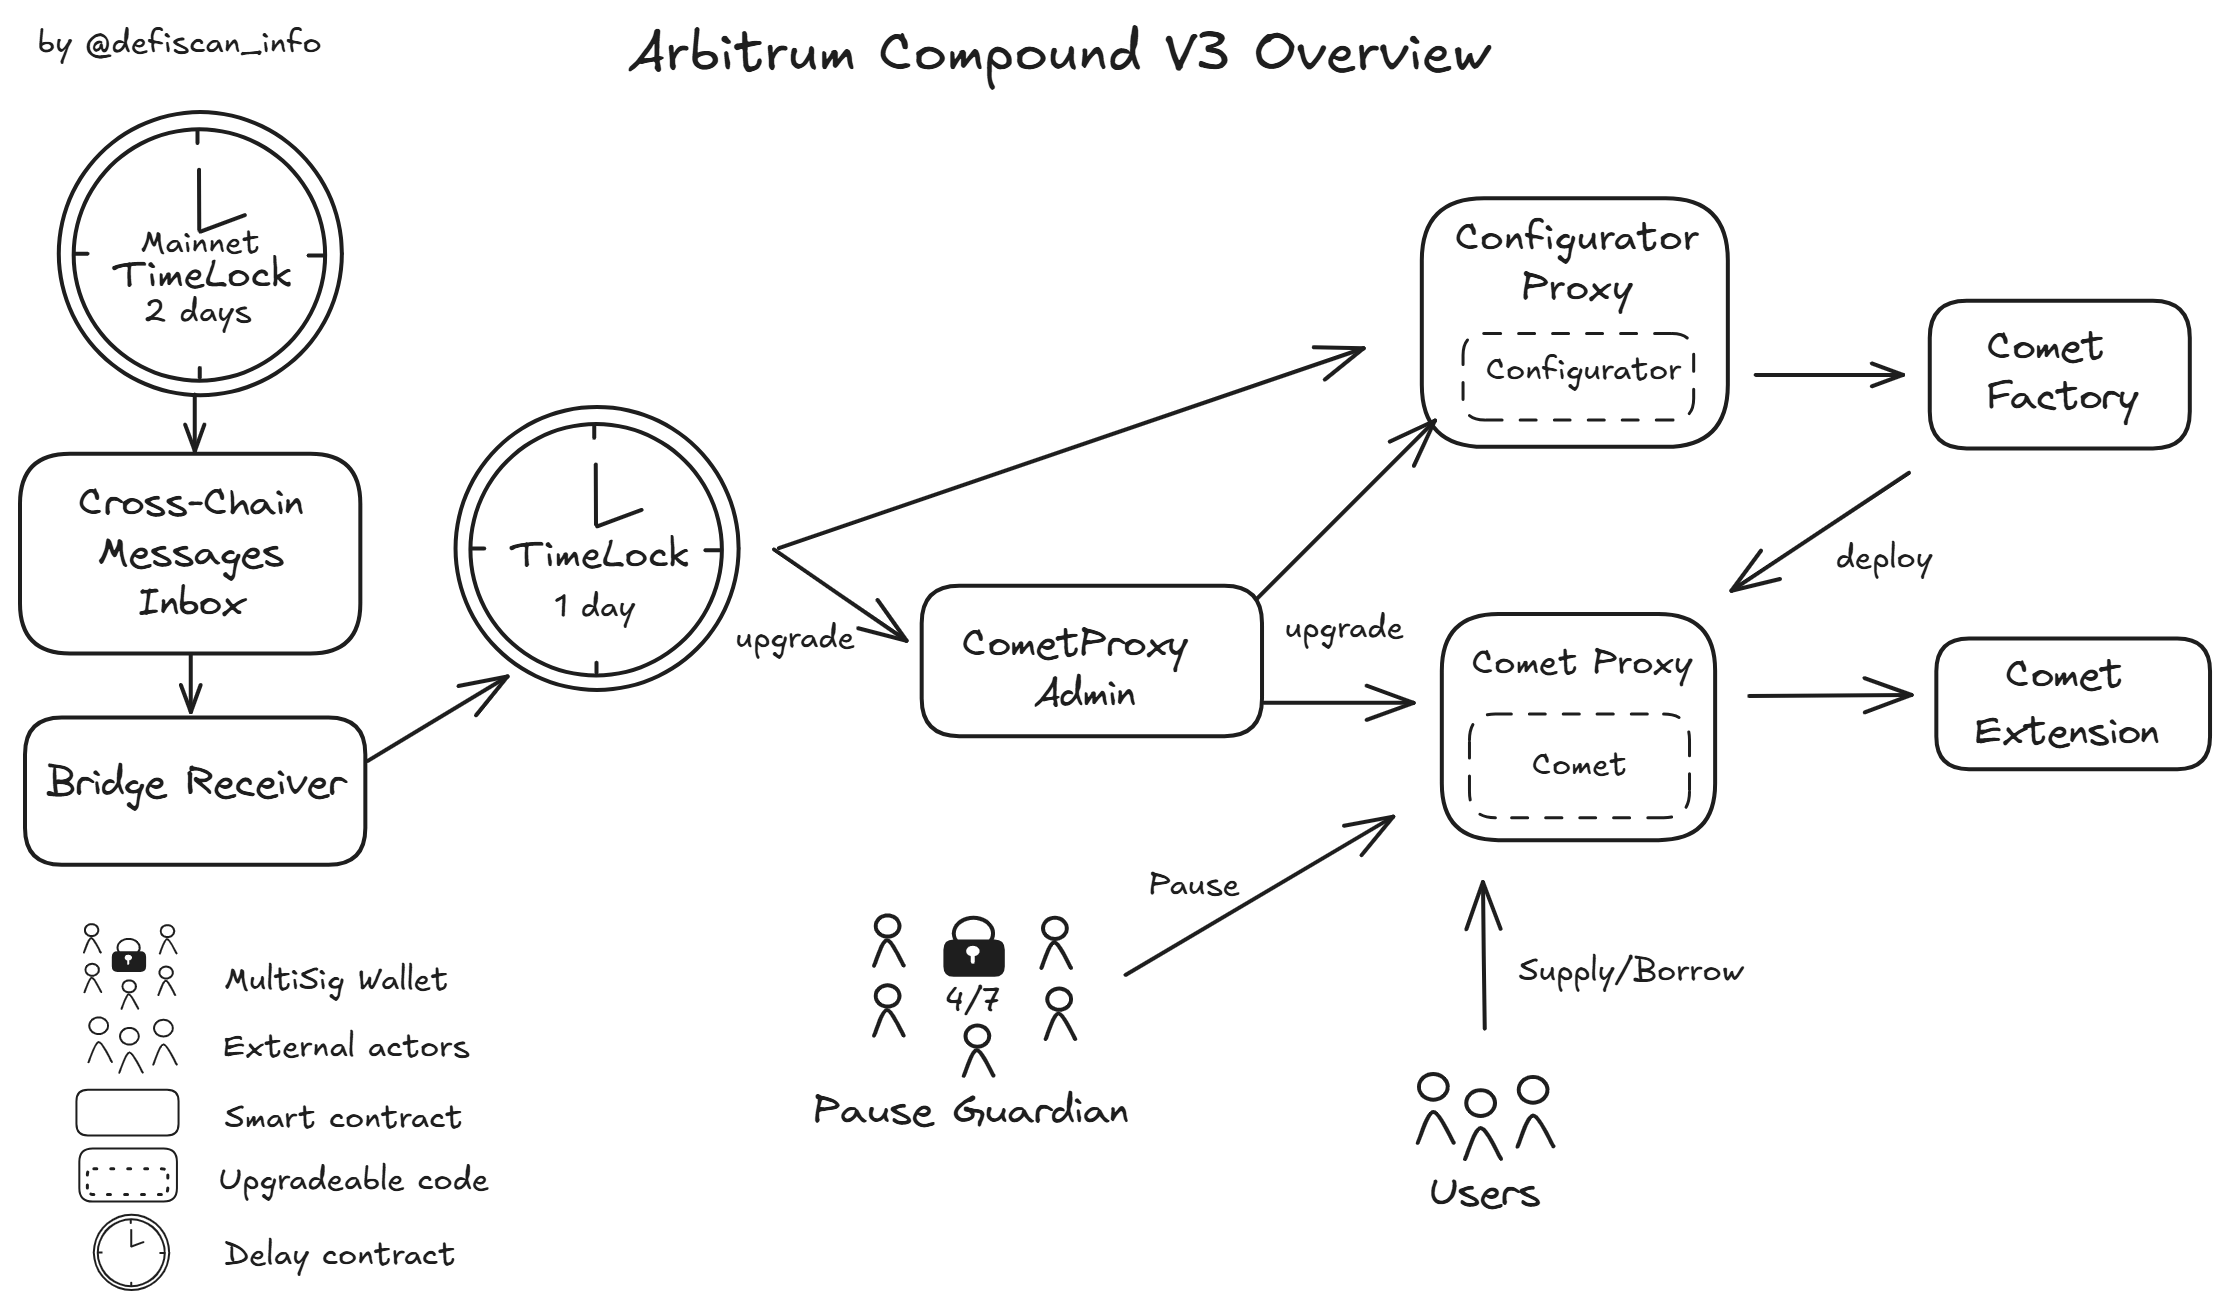 by @defiscan_info
Arbitrum Compound V3 Overview
Mainnet
TimeLock
2 days
Cross-Chain
Messages
Inbox
Bridge Receiver
TimeLock
1 day
upgrade
CometProxy
Admin
upgrade
Configurator
Proxy
Configurator
Comet
Factory
deploy
Comet Proxy
Comet
Comet
Extension
Pause
4/7
Pause Guardian
Supply/Borrow
Users
MultiSig Wallet
External actors
Smart contract
Upgradeable code
Delay contract